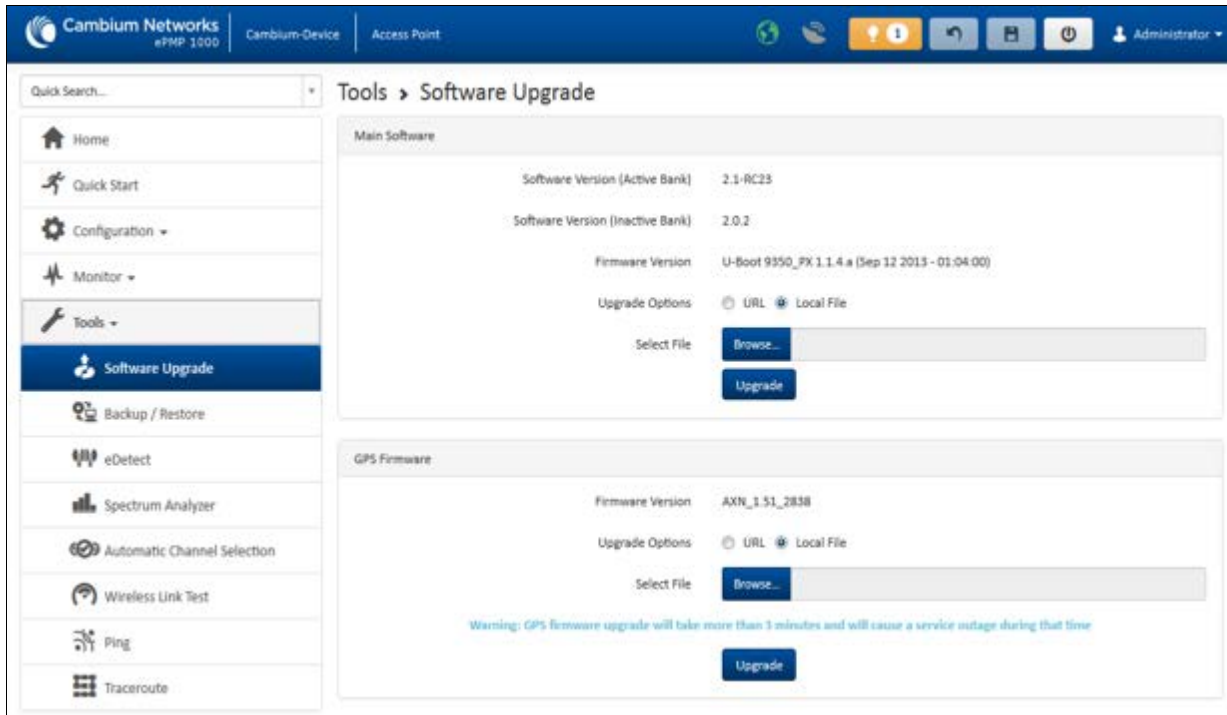 Cambium Networks
ePMP 1000
Cambium-Device
Access Point
1
Administrator
Quick Search...
Home
Quick Start
Configuration
Monitor
Tools
Software Upgrade
Backup / Restore
eDetect
Spectrum Analyzer
Automatic Channel Selection
Wireless Link Test
Ping
Traceroute
Tools > Software Upgrade
Main Software
Software Version (Active Bank) 2.1-RC23
Software Version (Inactive Bank) 2.0.2
Firmware Version U-Boot 9350_PX 1.1.4.a (Sep 12 2013 - 01:04:00)
Upgrade Options URL Local File
Select File Browse...
Upgrade
GPS Firmware
Firmware Version AXN_1.51_2838
Upgrade Options URL Local File
Select File Browse...
Warning: GPS firmware upgrade will take more than 3 minutes and will cause a service outage during that time
Upgrade